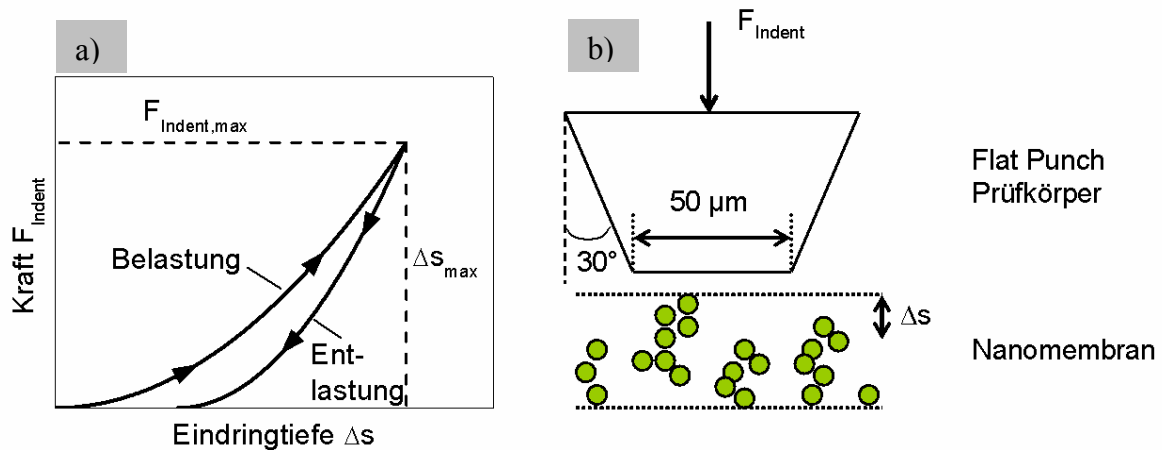 a)
F_Indent,max
Kraft F_Indent
Belastung
Δs_max
Ent-
lastung
Eindringtiefe Δs
b)
F_Indent
50 µm
30°
Flat Punch
Prüfkörper
Δs
Nanomembran